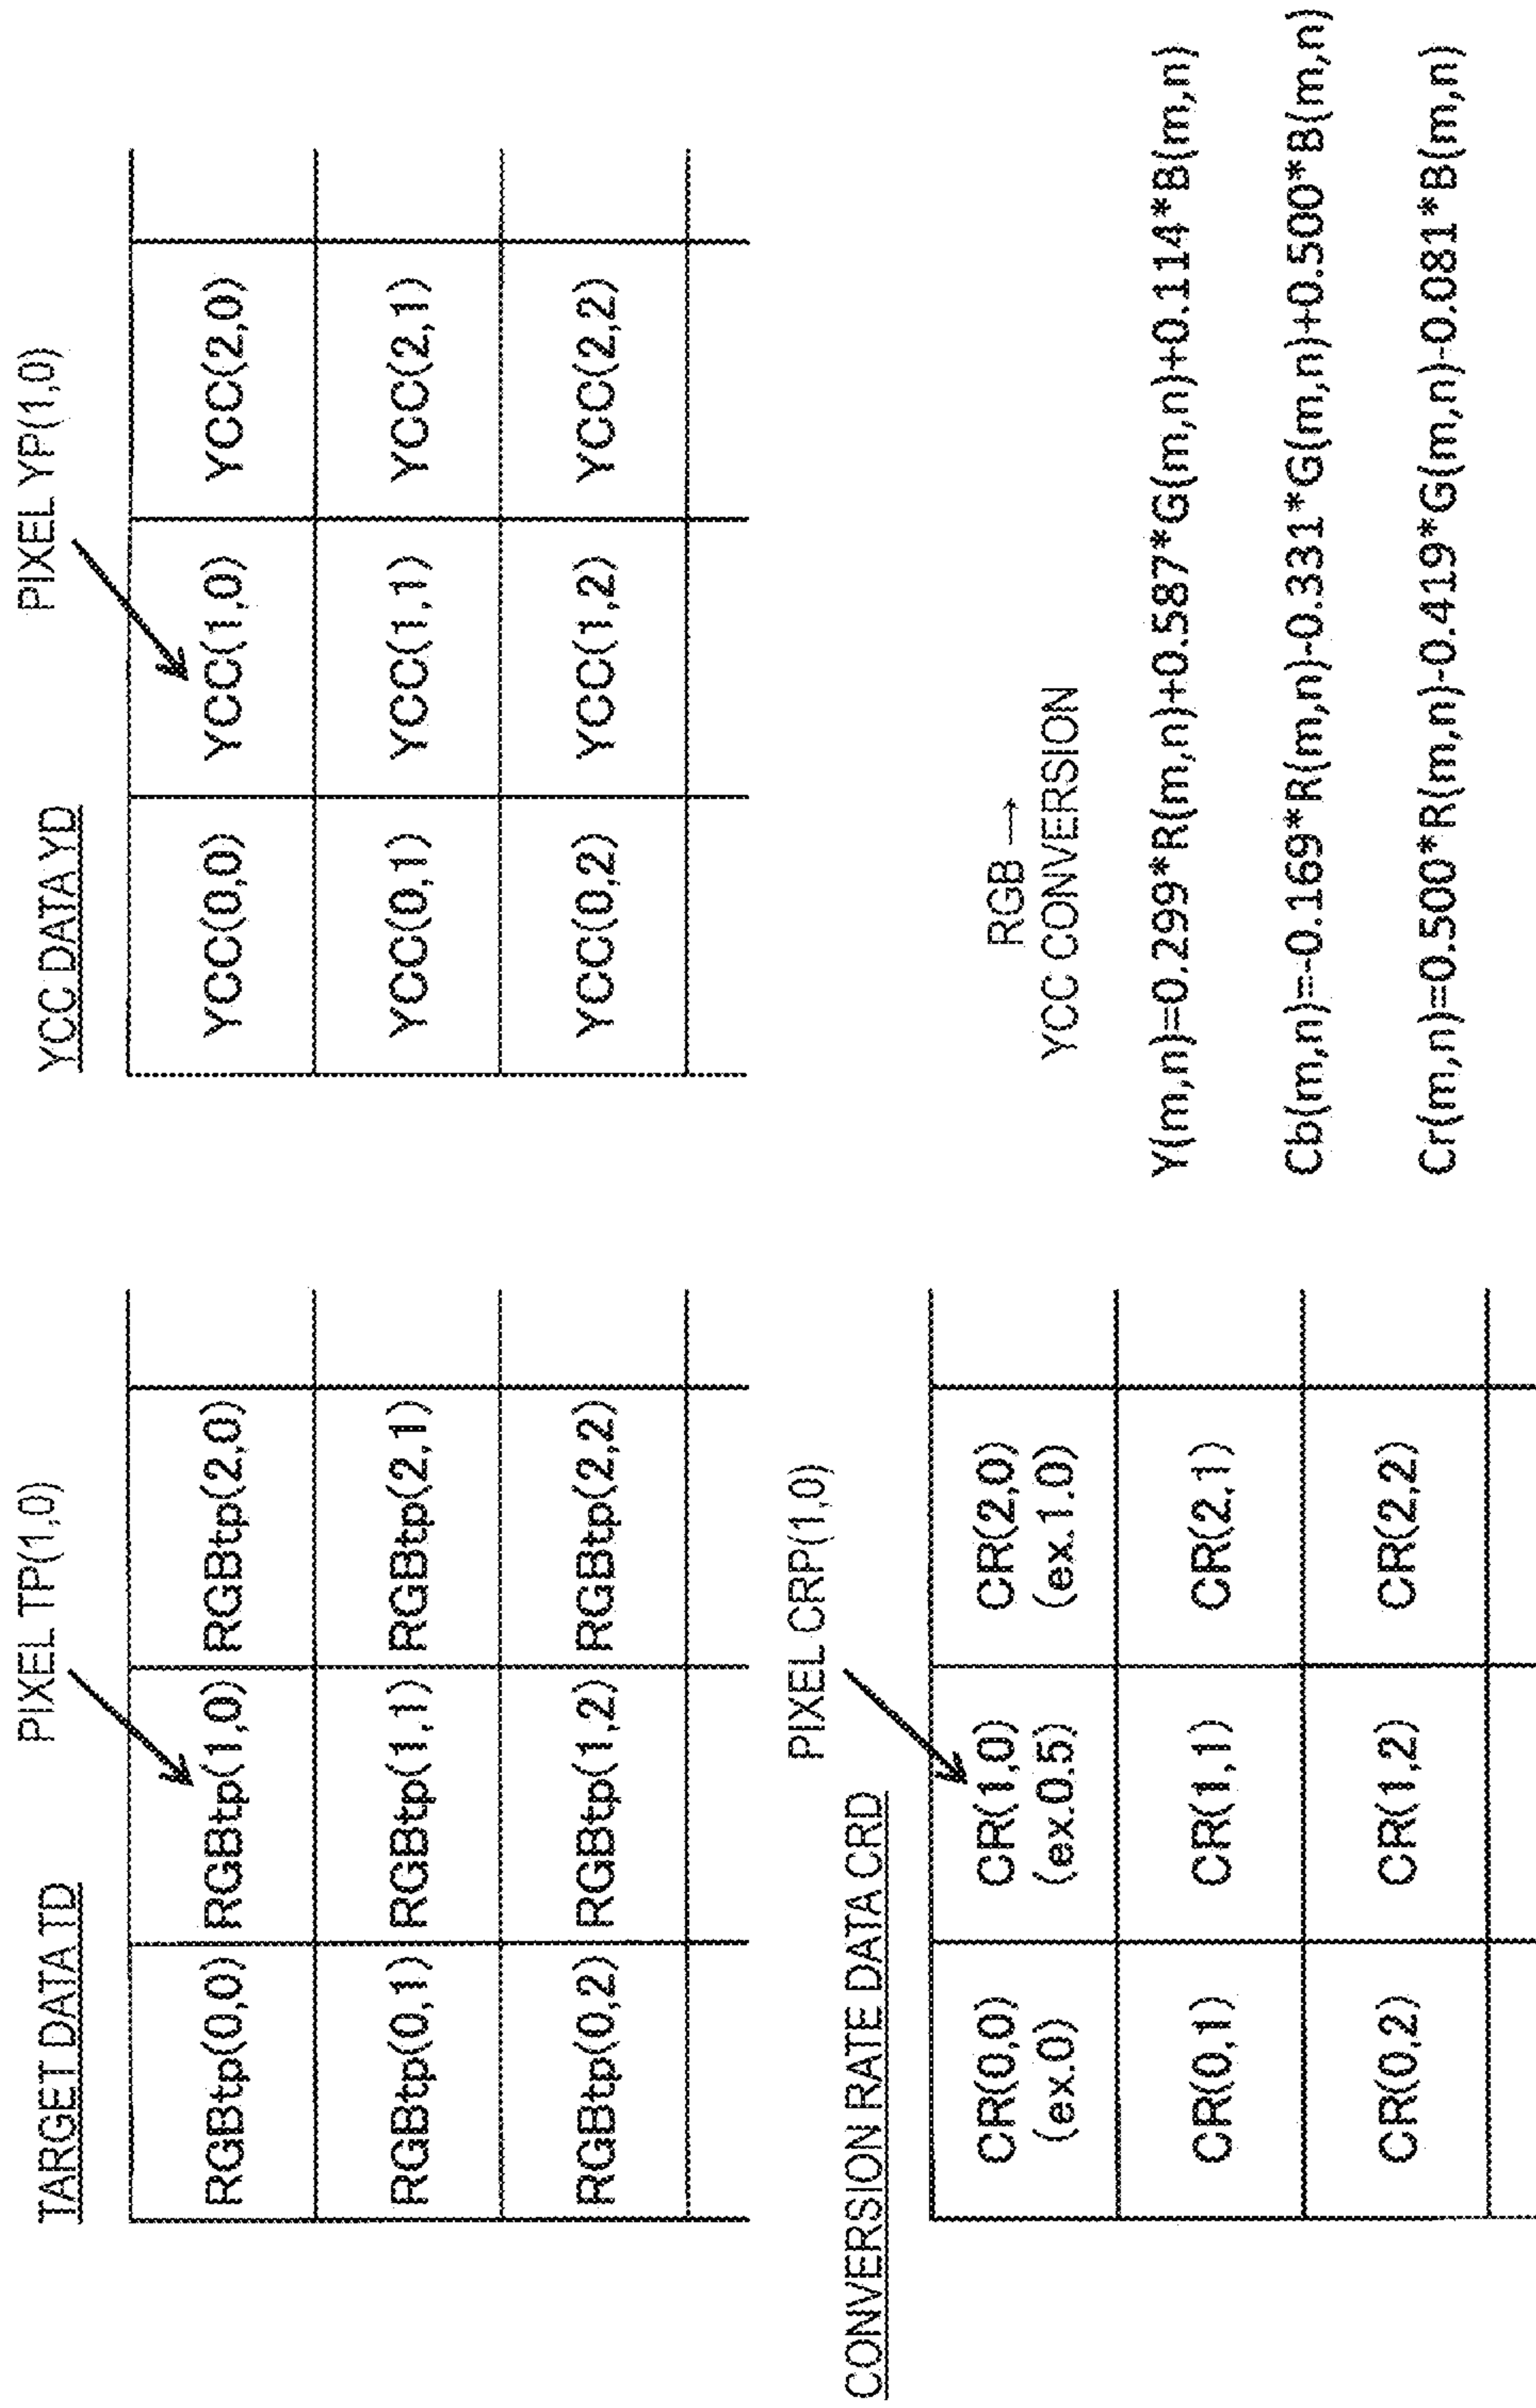 TARGET DATA TD
PIXEL TP(1,0)
RGBtp(0,0) RGBtp(1,0) RGBtp(2,0)
RGBtp(0,1) RGBtp(1,1) RGBtp(2,1)
RGBtp(0,2) RGBtp(1,2) RGBtp(2,2)
YCC DATA YD
PIXEL YP(1,0)
YCC(0,0) YCC(1,0) YCC(2,0)
YCC(0,1) YCC(1,1) YCC(2,1)
YCC(0,2) YCC(1,2) YCC(2,2)
CONVERSION RATE DATA CRD
PIXEL CRP(1,0)
CR(0,0) CR(1,0) CR(2,0)
(ex.0) (ex.0.5) (ex.1.0)
CR(0,1) CR(1,1) CR(2,1)
CR(0,2) CR(1,2) CR(2,2)
RGB →
YCC CONVERSION
Y(m,n)=0.299*R(m,n)+0.587*G(m,n)+0.114*B(m,n)
Cb(m,n)=-0.169*R(m,n)-0.331*G(m,n)+0.500*B(m,n)
Cr(m,n)=0.500*R(m,n)-0.419*G(m,n)-0.081*B(m,n)